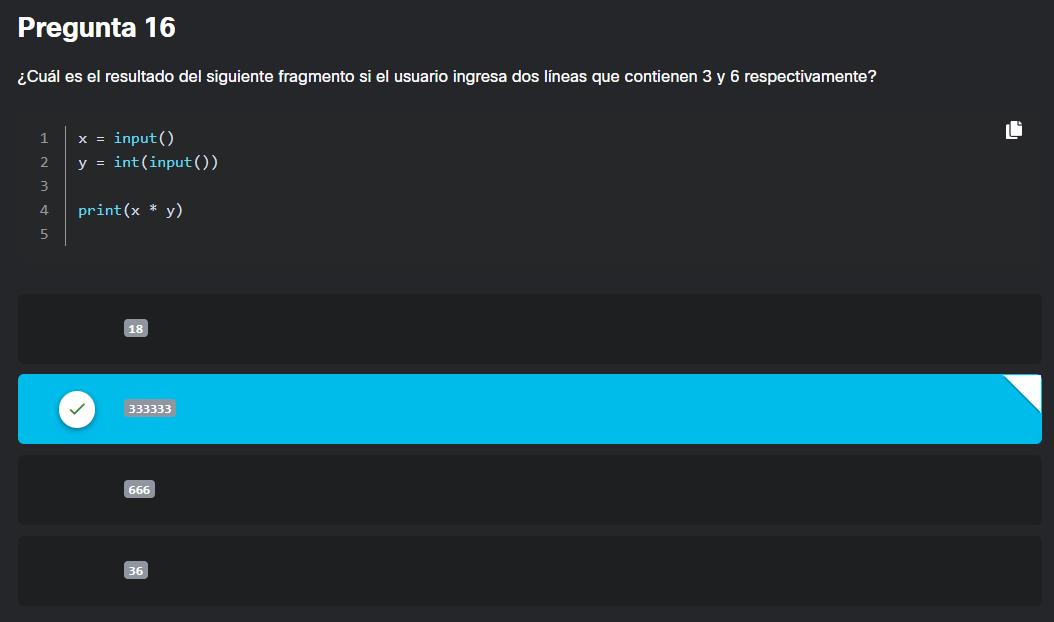 Pregunta 16
¿Cuál es el resultado del siguiente fragmento si el usuario ingresa dos líneas que contienen 3 y 6 respectivamente?
1 x = input()
2 y = int(input())
3
4 print(x * y)
5
18
333333
666
36